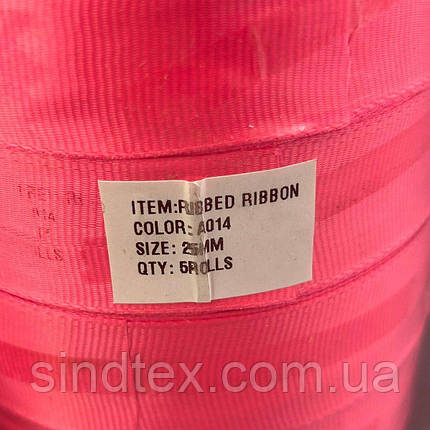 ITEM:RIBBED RIBBON
COLOR: A014
SIZE: 25MM
QTY: 5ROLLS
sindtex.com.ua